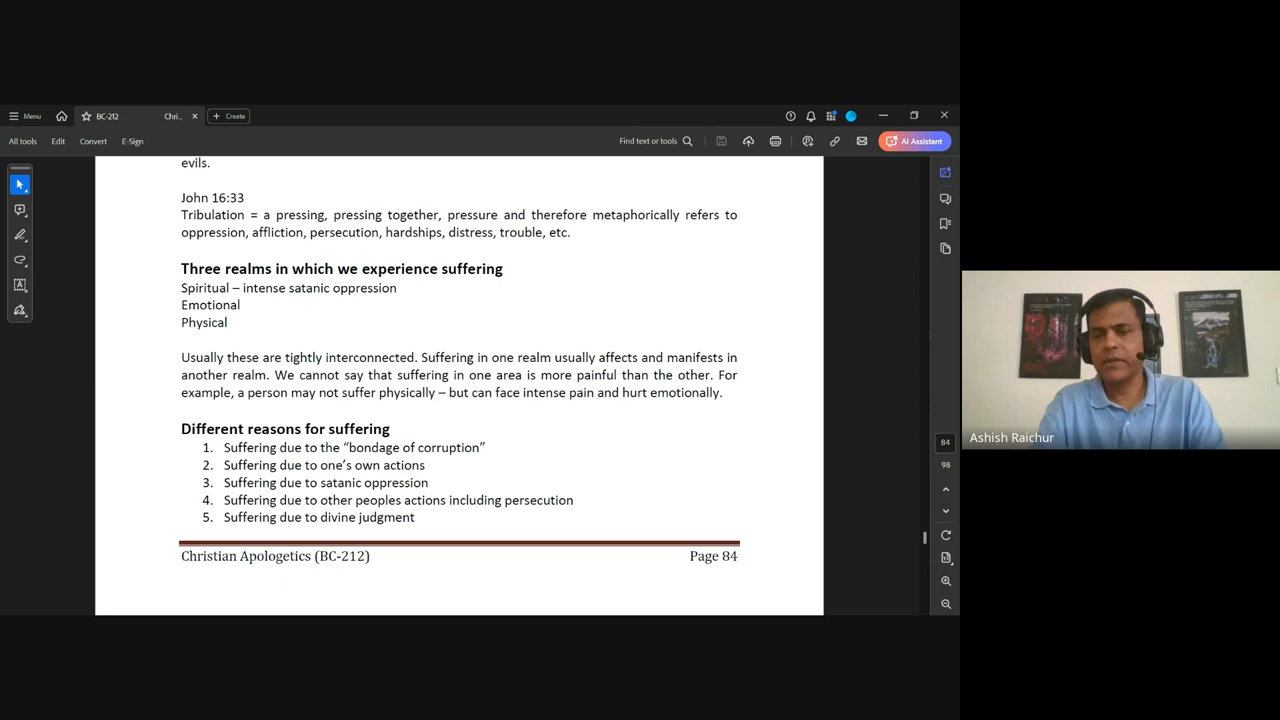 Menu
BC-212 Chri...
Create
All tools
Edit
Convert
E-Sign
Find text or tools
AI Assistant
evils.
John 16:33
Tribulation = a pressing, pressing together, pressure and therefore metaphorically refers to
oppression, affliction, persecution, hardships, distress, trouble, etc.
Three realms in which we experience suffering
Spiritual – intense satanic oppression
Emotional
Physical
Usually these are tightly interconnected. Suffering in one realm usually affects and manifests in
another realm. We cannot say that suffering in one area is more painful than the other. For
example, a person may not suffer physically – but can face intense pain and hurt emotionally.
Different reasons for suffering
1. Suffering due to the “bondage of corruption”
2. Suffering due to one’s own actions
3. Suffering due to satanic oppression
4. Suffering due to other peoples actions including persecution
5. Suffering due to divine judgment
Christian Apologetics (BC-212) Page 84
84
98
Ashish Raichur